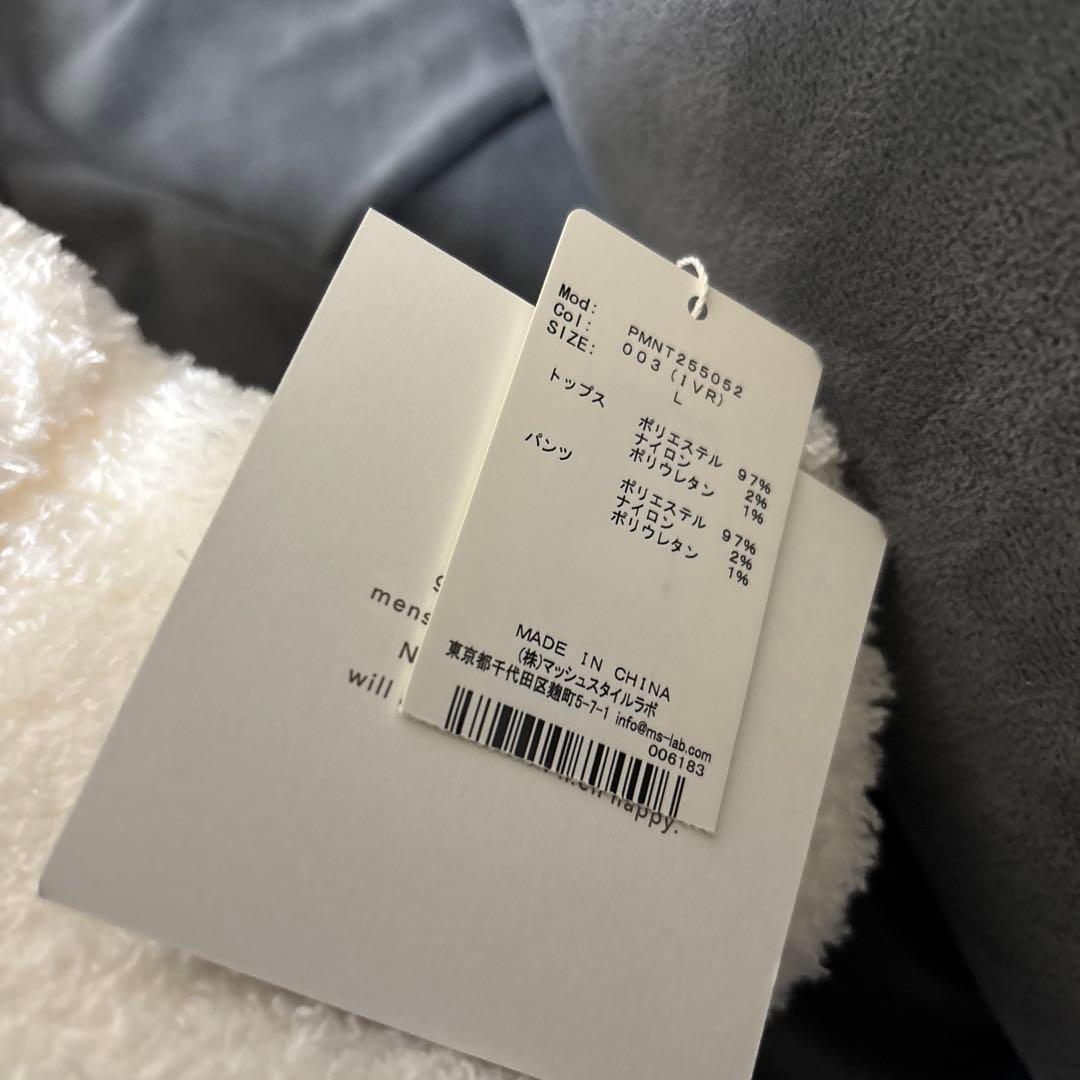 Mod: PMNT255052
Col: 003(IVR)
SIZE: L
トップス ポリエステル 97%
ナイロン 2%
ポリウレタン 1%
パンツ ポリエステル 97%
ナイロン 2%
ポリウレタン 1%
MADE IN CHINA
(株)マッシュスタイルラボ
東京都千代田区麹町5-7-1 info@ms-lab.com
006183
mens
will
happy.